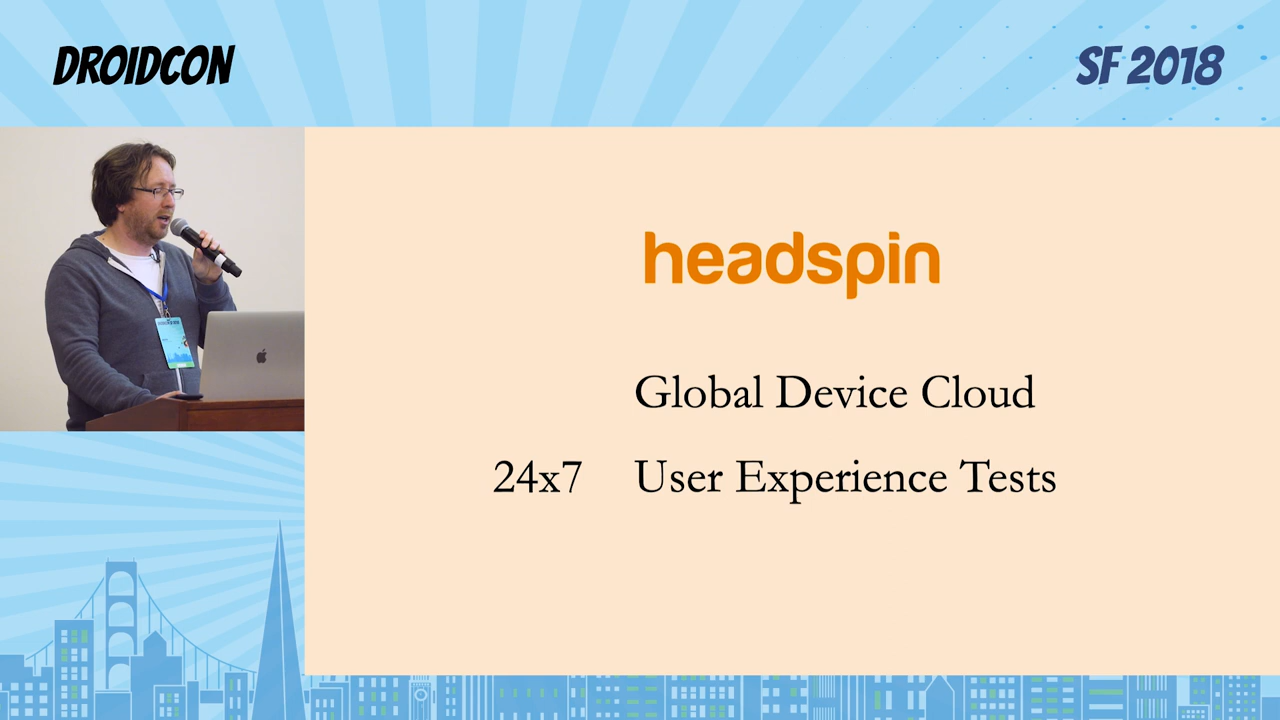 DROIDCON
SF 2018
headspin
Global Device Cloud
24x7 User Experience Tests